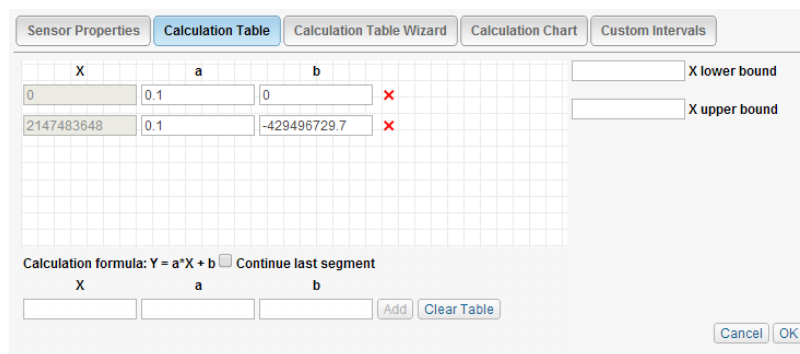 Sensor Properties Calculation Table Calculation Table Wizard Calculation Chart Custom Intervals
X a b X lower bound
0 0.1 0
X upper bound
2147483648 0.1 -429496729.7
Calculation formula: Y = a*X + b Continue last segment
X a b
Add Clear Table
Cancel OK